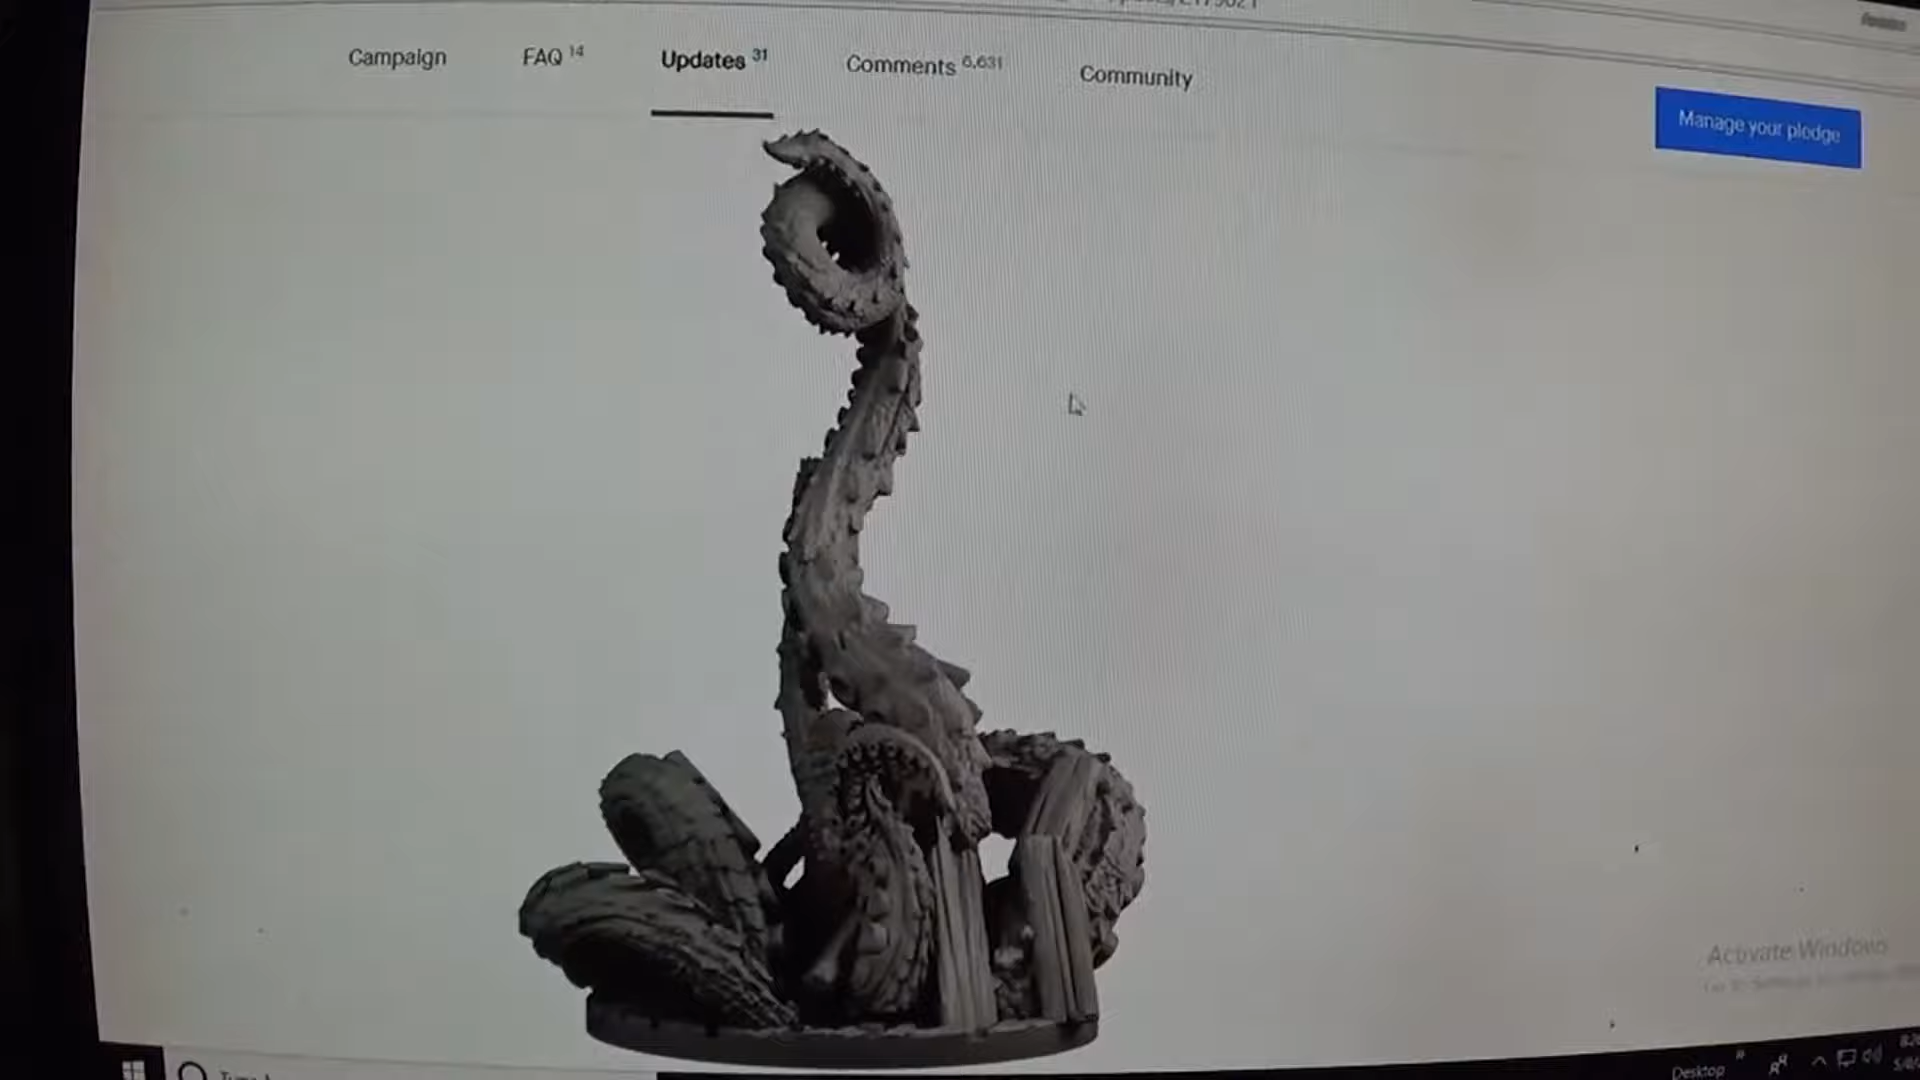 Campaign
FAQ 14
Updates 31
Comments 6,631
Community
Manage your pledge
Activate Windows
Desktop